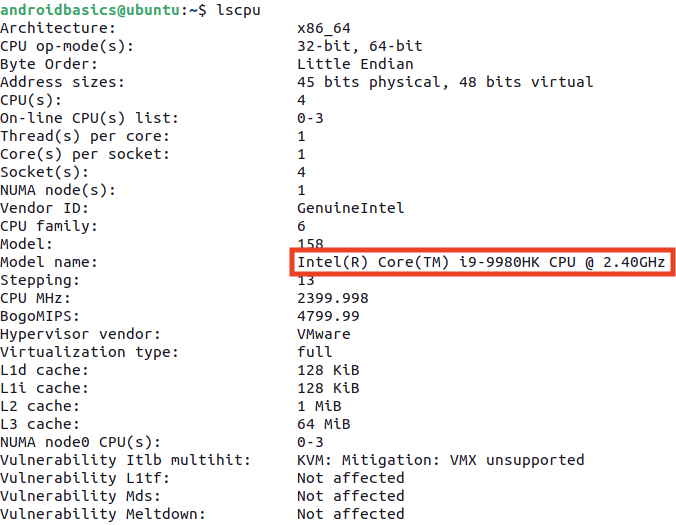 androidbasics@ubuntu:~$ lscpu
Architecture: x86_64
CPU op-mode(s): 32-bit, 64-bit
Byte Order: Little Endian
Address sizes: 45 bits physical, 48 bits virtual
CPU(s): 4
On-line CPU(s) list: 0-3
Thread(s) per core: 1
Core(s) per socket: 1
Socket(s): 4
NUMA node(s): 1
Vendor ID: GenuineIntel
CPU family: 6
Model: 158
Model name: Intel(R) Core(TM) i9-9980HK CPU @ 2.40GHz
Stepping: 13
CPU MHz: 2399.998
BogoMIPS: 4799.99
Hypervisor vendor: VMware
Virtualization type: full
L1d cache: 128 KiB
L1i cache: 128 KiB
L2 cache: 1 MiB
L3 cache: 64 MiB
NUMA node0 CPU(s): 0-3
Vulnerability Itlb multihit: KVM: Mitigation: VMX unsupported
Vulnerability L1tf: Not affected
Vulnerability Mds: Not affected
Vulnerability Meltdown: Not affected